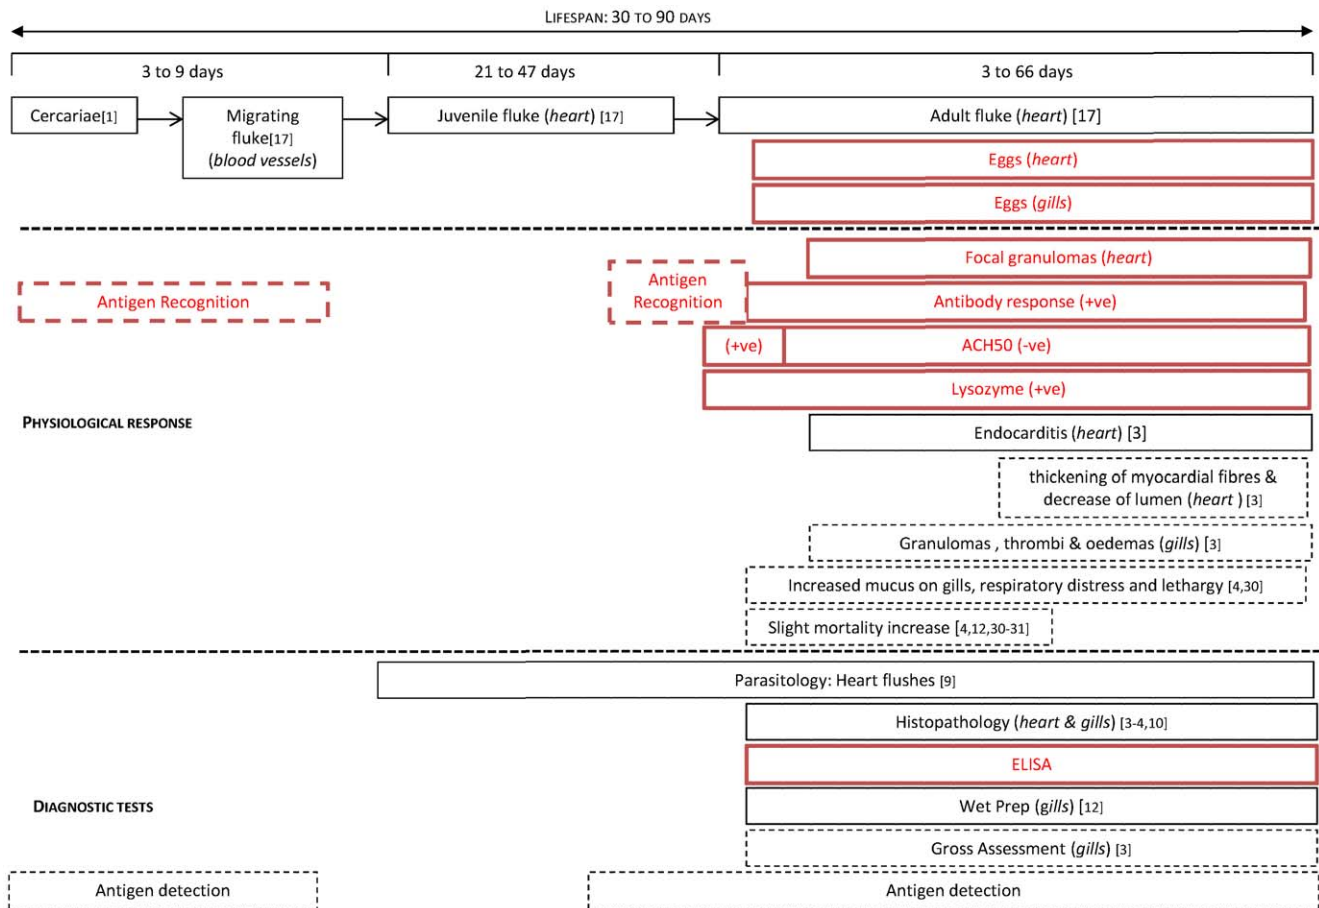 LIFESPAN: 30 TO 90 DAYS
3 to 9 days
21 to 47 days
3 to 66 days
Cercariae[1]
Migrating
fluke[17]
(blood vessels)
Juvenile fluke (heart) [17]
Adult fluke (heart) [17]
Eggs (heart)
Eggs (gills)
Focal granulomas (heart)
Antigen Recognition
Antigen
Recognition
Antibody response (+ve)
(+ve)
ACH50 (-ve)
Lysozyme (+ve)
PHYSIOLOGICAL RESPONSE
Endocarditis (heart) [3]
thickening of myocardial fibres &
decrease of lumen (heart ) [3]
Granulomas , thrombi & oedemas (gills) [3]
Increased mucus on gills, respiratory distress and lethargy [4,30]
Slight mortality increase [4,12,30-31]
Parasitology: Heart flushes [9]
Histopathology (heart & gills) [3-4,10]
ELISA
DIAGNOSTIC TESTS
Wet Prep (gills) [12]
Gross Assessment (gills) [3]
Antigen detection
Antigen detection